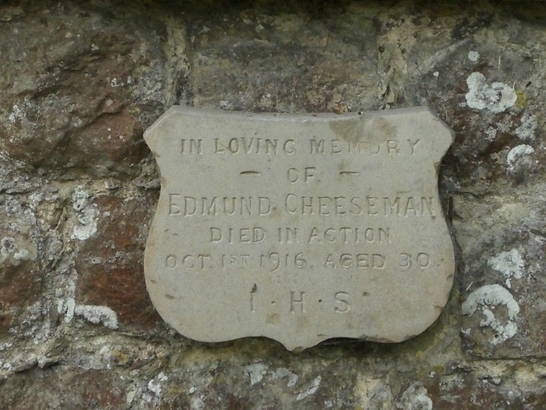 IN LOVING MEMORY
- OF -
EDMUND·CHEESEMAN
DIED IN ACTION
OCT. 1ST 1916. AGED 30.
I·H·S